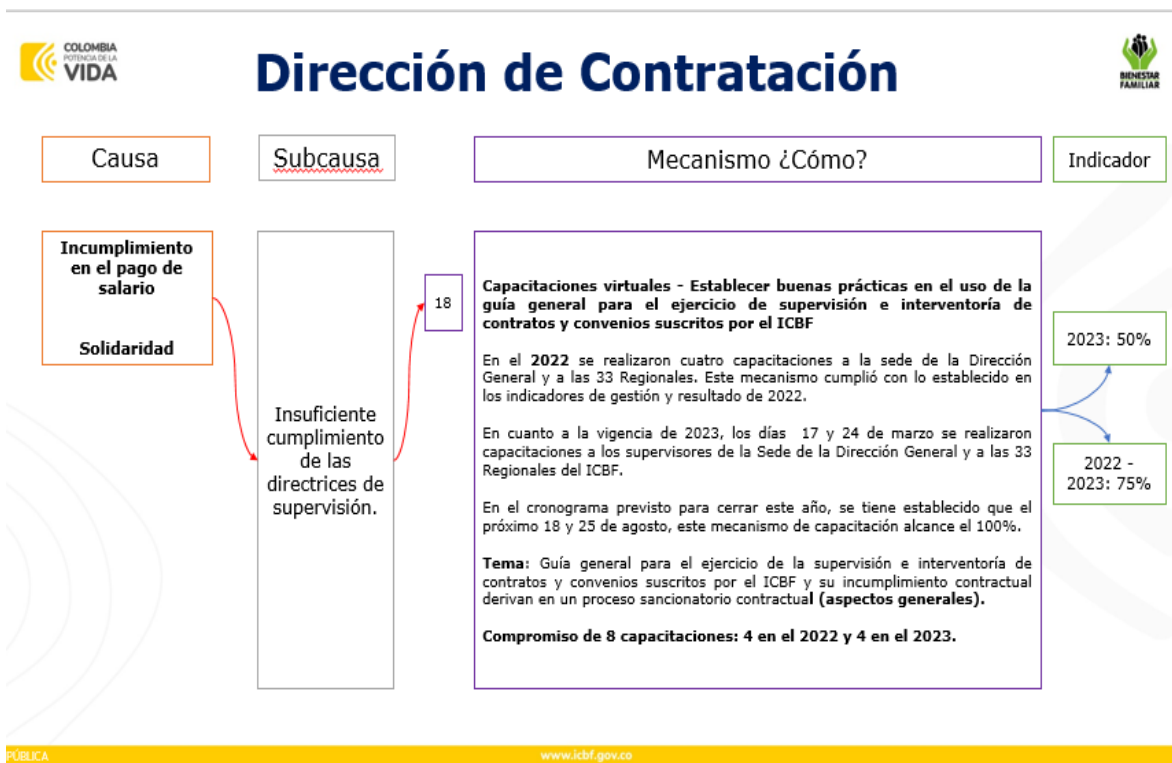 COLOMBIA
POTENCIA DE LA
VIDA
Dirección de Contratación
BIENESTAR
FAMILIAR
Causa
Subcausa
Mecanismo ¿Cómo?
Indicador
Incumplimiento
en el pago de
salario
Solidaridad
Insuficiente
cumplimiento
de las
directrices de
supervisión.
18
Capacitaciones virtuales - Establecer buenas prácticas en el uso de la
guía general para el ejercicio de supervisión e interventoría de
contratos y convenios suscritos por el ICBF
En el 2022 se realizaron cuatro capacitaciones a la sede de la Dirección
General y a las 33 Regionales. Este mecanismo cumplió con lo establecido en
los indicadores de gestión y resultado de 2022.
En cuanto a la vigencia de 2023, los días 17 y 24 de marzo se realizaron
capacitaciones a los supervisores de la Sede de la Dirección General y a las 33
Regionales del ICBF.
En el cronograma previsto para cerrar este año, se tiene establecido que el
próximo 18 y 25 de agosto, este mecanismo de capacitación alcance el 100%.
Tema: Guía general para el ejercicio de la supervisión e interventoría de
contratos y convenios suscritos por el ICBF y su incumplimiento contractual
derivan en un proceso sancionatorio contractual (aspectos generales).
Compromiso de 8 capacitaciones: 4 en el 2022 y 4 en el 2023.
2023: 50%
2022 -
2023: 75%
PÚBLICA
www.icbf.gov.co